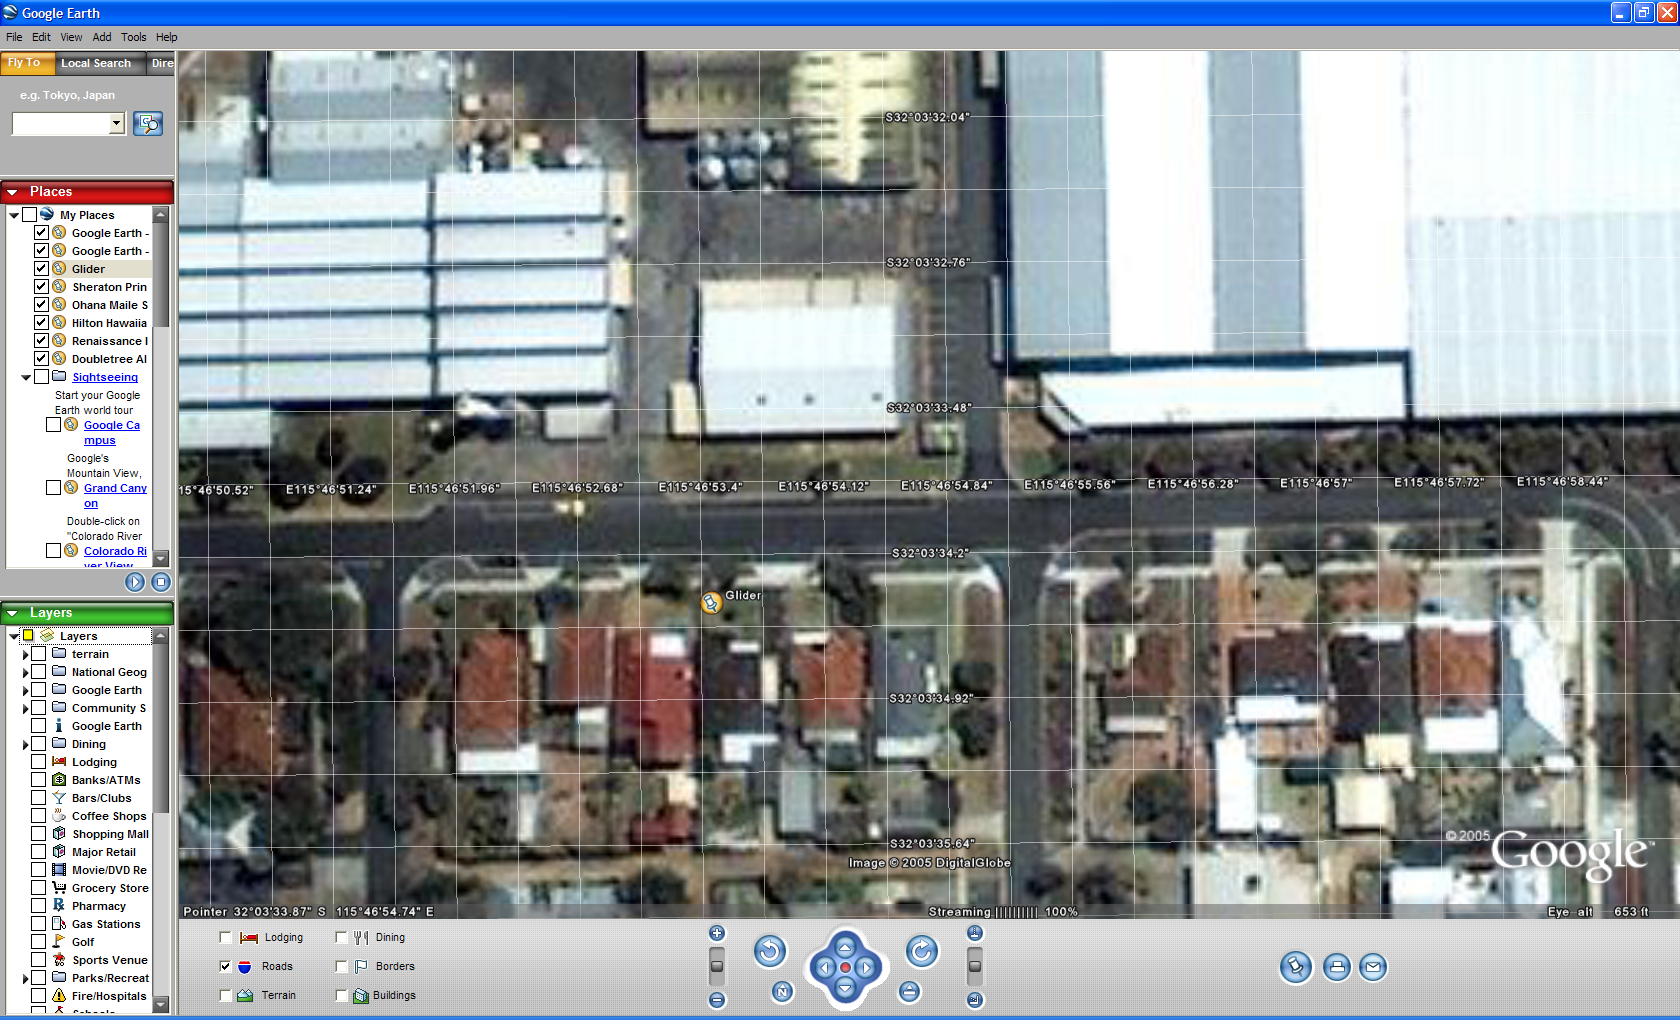 Google Earth
File Edit View Add Tools Help
Fly To Local Search Dire
e.g. Tokyo, Japan
Places
My Places
Google Earth -
Google Earth -
Glider
Sheraton Prin
Ohana Maile S
Hilton Hawaiia
Renaissance I
Doubletree Al
Sightseeing
Start your Google
Earth world tour
Google Ca
mpus
Google's
Mountain View,
Grand Cany
on
Double-click on
"Colorado River
Colorado Ri
ver View
Layers
Layers
terrain
National Geog
Google Earth
Community S
Google Earth
Dining
Lodging
Banks/ATMs
Bars/Clubs
Coffee Shops
Shopping Mall
Major Retail
Movie/DVD Re
Grocery Store
Pharmacy
Gas Stations
Golf
Sports Venue
Parks/Recreat
Fire/Hospitals
Schools
S32°03'32.04"
S32°03'32.76"
S32°03'33.48"
15°46'50.52" E115°46'51.24" E115°46'51.96" E115°46'52.68" E115°46'53.4" E115°46'54.12" E115°46'54.84" E115°46'55.56" E115°46'56.28" E115°46'57" E115°46'57.72" E115°46'58.44"
S32°03'34.2"
Glider
S32°03'34.92"
S32°03'35.64"
Image © 2005 DigitalGlobe
©2005 Google™
Pointer 32°03'33.87" S 115°46'54.74" E Streaming |||||||||| 100% Eye alt 653 ft
Lodging Dining
Roads Borders
Terrain Buildings
N